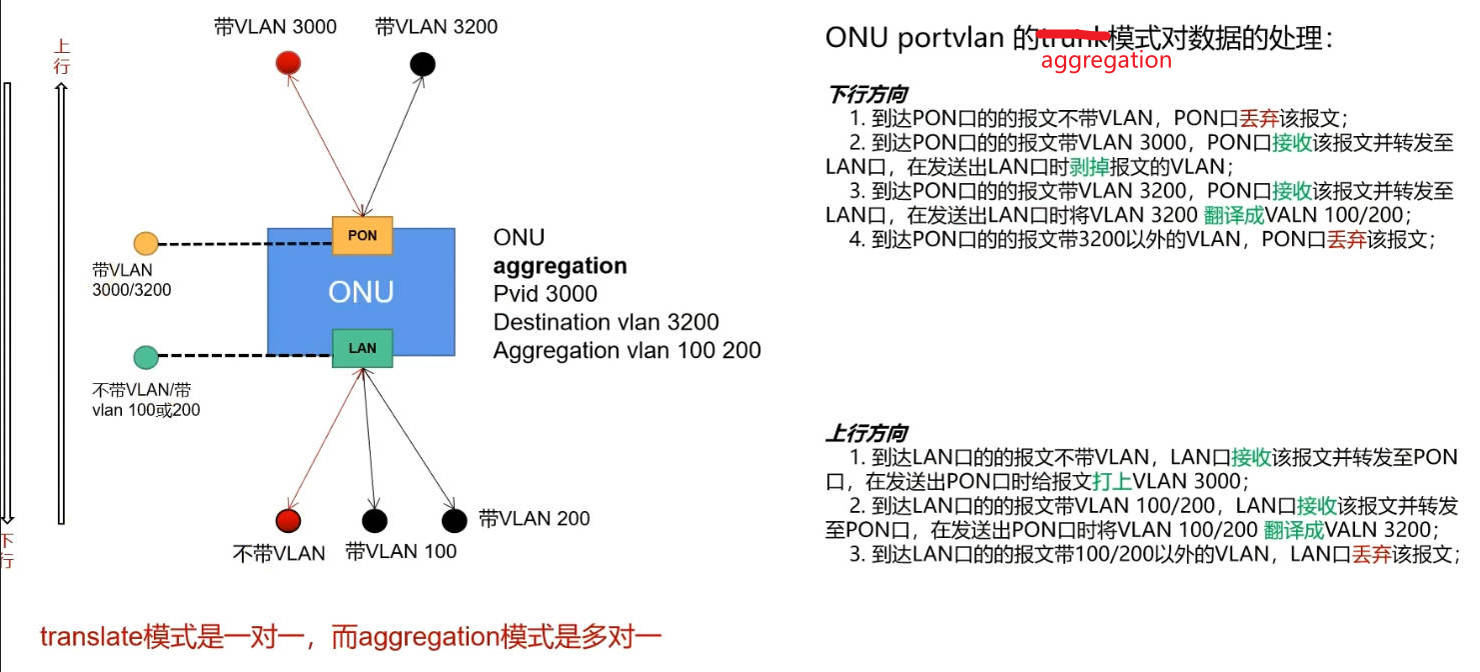 带VLAN 3000
带VLAN 3200
上
行
PON
带VLAN
3000/3200
ONU
ONU
aggregation
Pvid 3000
Destination vlan 3200
Aggregation vlan 100 200
LAN
不带VLAN/带
vlan 100或200
不带VLAN
带VLAN 100
带VLAN 200
下
行
translate模式是一对一，而aggregation模式是多对一
ONU portvlan 的trunk模式对数据的处理：
aggregation
下行方向
1. 到达PON口的的报文不带VLAN，PON口丢弃该报文；
2. 到达PON口的的报文带VLAN 3000，PON口接收该报文并转发至
LAN口，在发送出LAN口时剥掉报文的VLAN；
3. 到达PON口的的报文带VLAN 3200，PON口接收该报文并转发至
LAN口，在发送出LAN口时将VLAN 3200 翻译成VALN 100/200；
4. 到达PON口的的报文带3200以外的VLAN，PON口丢弃该报文；
上行方向
1. 到达LAN口的的报文不带VLAN，LAN口接收该报文并转发至PON
口，在发送出PON口时给报文打上VLAN 3000；
2. 到达LAN口的的报文带VLAN 100/200，LAN口接收该报文并转发
至PON口，在发送出PON口时将VLAN 100/200 翻译成VALN 3200；
3. 到达LAN口的的报文带100/200以外的VLAN，LAN口丢弃该报文；